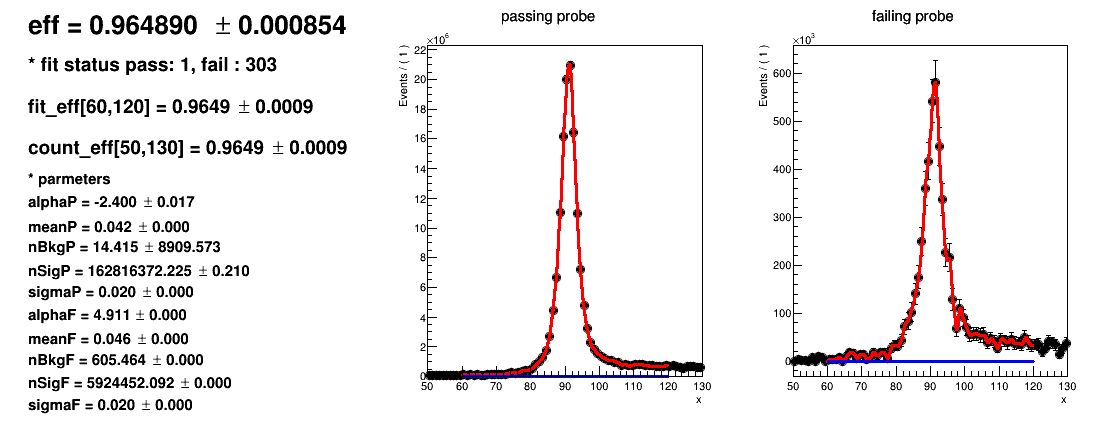 eff = 0.964890 ± 0.000854
* fit status pass: 1, fail : 303
fit_eff[60,120] = 0.9649 ± 0.0009
count_eff[50,130] = 0.9649 ± 0.0009
* parmeters
alphaP = -2.400 ± 0.017
meanP = 0.042 ± 0.000
nBkgP = 14.415 ± 8909.573
nSigP = 162816372.225 ± 0.210
sigmaP = 0.020 ± 0.000
alphaF = 4.911 ± 0.000
meanF = 0.046 ± 0.000
nBkgF = 605.464 ± 0.000
nSigF = 5924452.092 ± 0.000
sigmaF = 0.020 ± 0.000
passing probe
×10⁶
Events / ( 1 )
22
20
18
16
14
12
10
8
6
4
2
0
50 60 70 80 90 100 110 120 130
x
failing probe
×10³
Events / ( 1 )
600
500
400
300
200
100
0
50 60 70 80 90 100 110 120 130
x